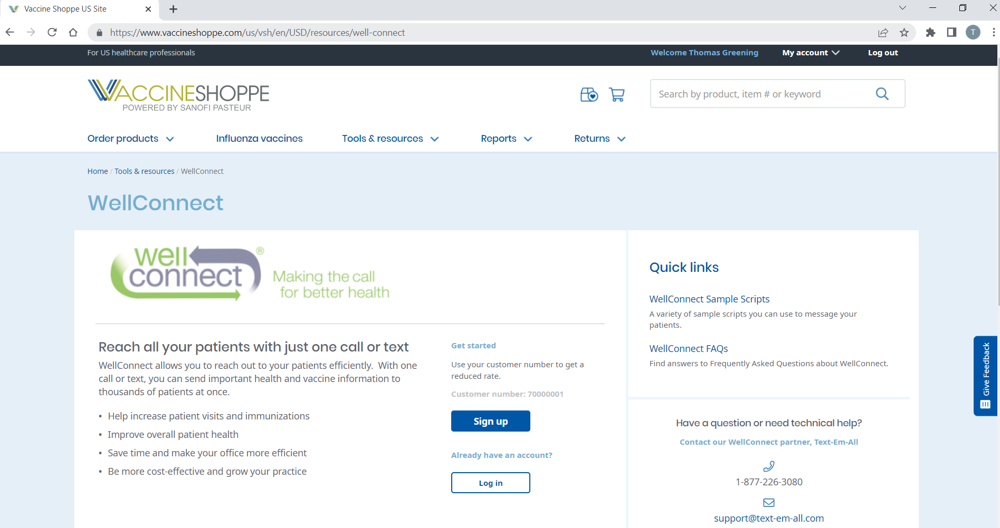 Vaccine Shoppe US Site
https://www.vaccineshoppe.com/us/vsh/en/USD/resources/well-connect
T
For US healthcare professionals
Welcome Thomas Greening
My account
Log out
VACCINESHOPPE
POWERED BY SANOFI PASTEUR
Search by product, item # or keyword
Order products
Influenza vaccines
Tools & resources
Reports
Returns
Home / Tools & resources / WellConnect
WellConnect
well
connect®
Making the call
for better health
Reach all your patients with just one call or text
WellConnect allows you to reach out to your patients efficiently.  With one
call or text, you can send important health and vaccine information to
thousands of patients at once.
• Help increase patient visits and immunizations
• Improve overall patient health
• Save time and make your office more efficient
• Be more cost-effective and grow your practice
Get started
Use your customer number to get a
reduced rate.
Customer number: 70000001
Sign up
Already have an account?
Log in
Quick links
WellConnect Sample Scripts
A variety of sample scripts you can use to message your
patients.
WellConnect FAQs
Find answers to Frequently Asked Questions about WellConnect.
Have a question or need technical help?
Contact our WellConnect partner, Text-Em-All
1-877-226-3080
support@text-em-all.com
Give Feedback